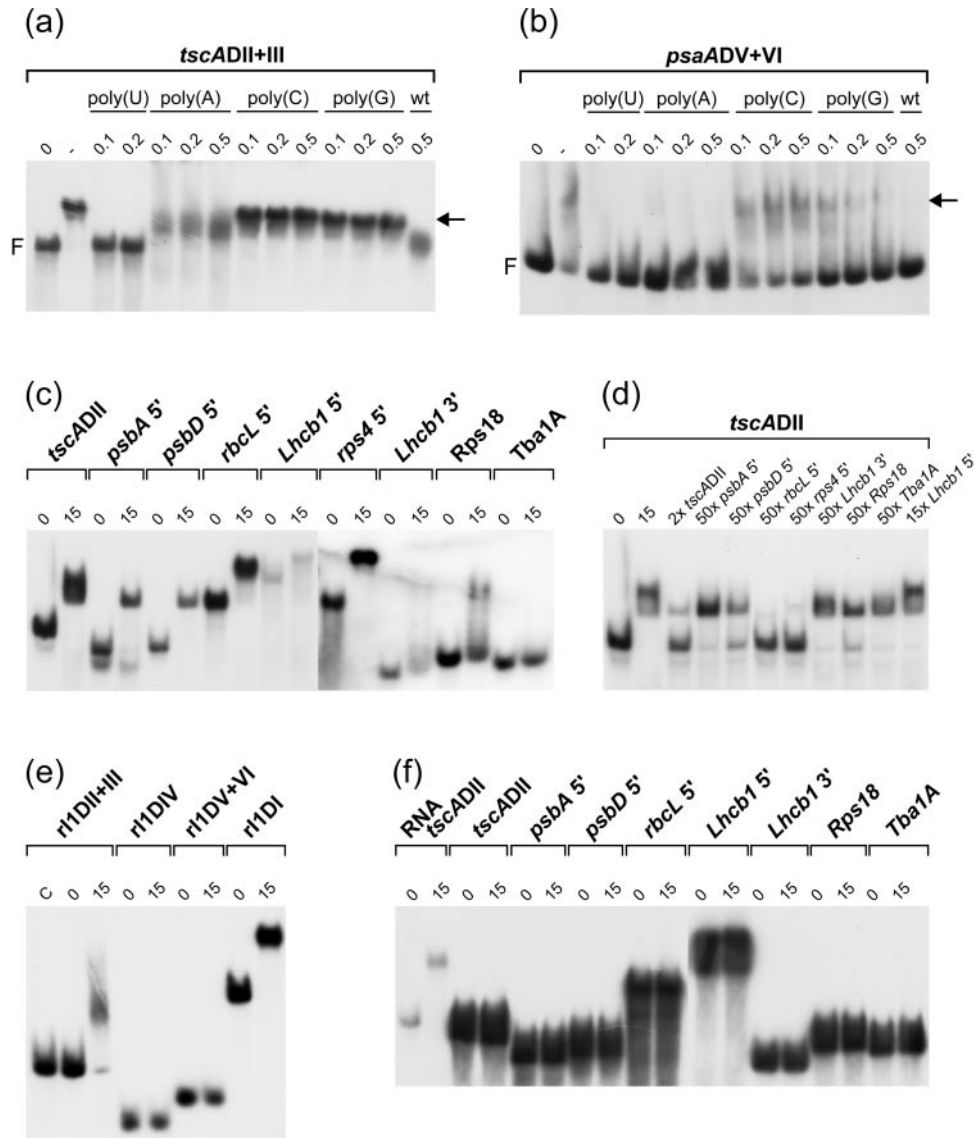 (a)
tscADII+III
poly(U) poly(A) poly(C) poly(G) wt
0 - 0.1 0.2 0.1 0.2 0.5 0.1 0.2 0.5 0.1 0.2 0.5 0.5
F
(b)
psaADV+VI
poly(U) poly(A) poly(C) poly(G) wt
0 - 0.1 0.2 0.1 0.2 0.5 0.1 0.2 0.5 0.1 0.2 0.5 0.5
F
(c)
tscADII psbA 5' psbD 5' rbcL 5' Lhcb1 5' rps4 5' Lhcb1 3' Rps18 Tba1A
0 15 0 15 0 15 0 15 0 15 0 15 0 15 0 15 0 15
(d)
tscADII
0 15 2x tscADII 50x psbA 5' 50x psbD 5' 50x rbcL 5' 50x rps4 5' 50x Lhcb1 3' 50x Rps18 50x Tba1A 15x Lhcb1 5'
(e)
rI1DII+III rI1DIV rI1DV+VI rI1DI
C 0 15 0 15 0 15 0 15
(f)
RNA tscADII tscADII psbA 5' psbD 5' rbcL 5' Lhcb1 5' Lhcb1 3' Rps18 Tba1A
0 15 0 15 0 15 0 15 0 15 0 15 0 15 0 15 0 15